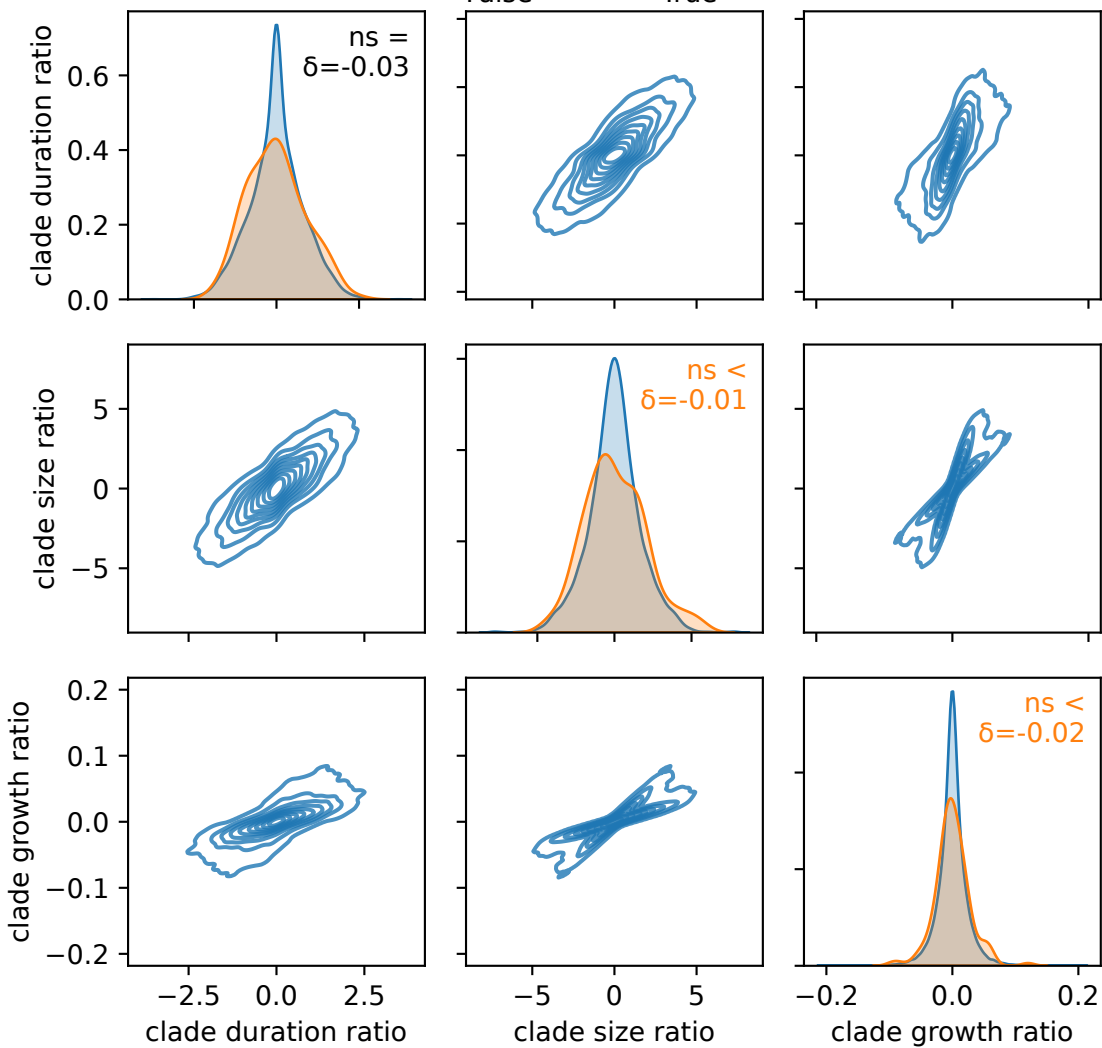 clade duration ratio
0.6
0.4
0.2
0.0
ns =
δ=-0.03
clade size ratio
5
0
−5
ns <
δ=-0.01
clade growth ratio
0.2
0.1
0.0
−0.1
−0.2
ns <
δ=-0.02
−2.5 0.0 2.5
clade duration ratio
−5 0 5
clade size ratio
−0.2 0.0 0.2
clade growth ratio